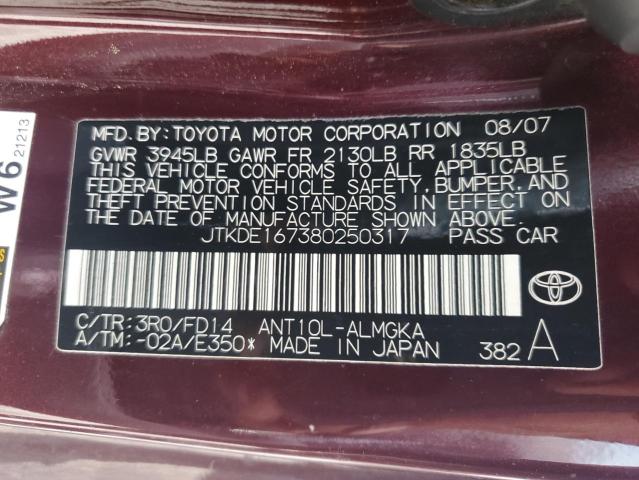 MFD.BY:TOYOTA MOTOR CORPORATION 08/07
GVWR 3945LB GAWR FR 2130LB RR 1835LB
THIS VEHICLE CONFORMS TO ALL APPLICABLE
FEDERAL MOTOR VEHICLE SAFETY,BUMPER,AND
THEFT PREVENTION STANDARDS IN EFFECT ON
THE DATE OF MANUFACTURE SHOWN ABOVE.
JTKDE167380250317 PASS CAR
C/TR:3R0/FD14 ANT10L-ALMGKA
A/TM:-02A/E350* MADE IN JAPAN 382 A
W6
21213